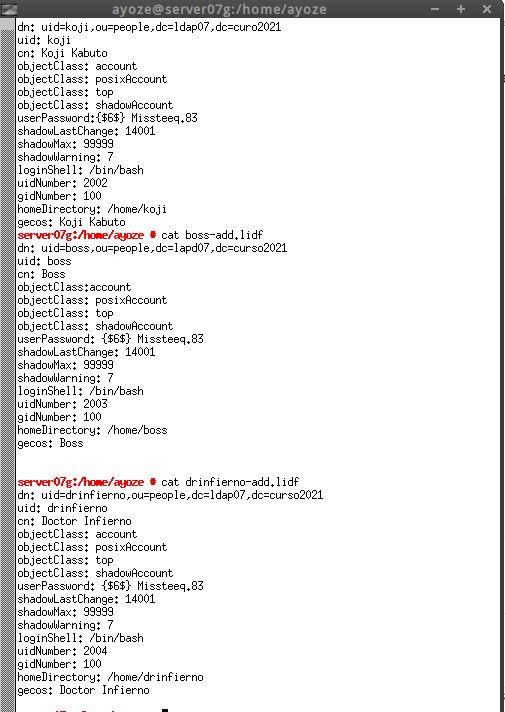 ayoze@server07g:/home/ayoze
dn: uid=koji,ou=people,dc=ldap07,dc=curo2021
uid: koji
cn: Koji Kabuto
objectClass: account
objectClass: posixAccount
objectClass: top
objectClass: shadowAccount
userPassword:{$6$} Missteeq.83
shadowLastChange: 14001
shadowMax: 99999
shadowWarning: 7
loginShell: /bin/bash
uidNumber: 2002
gidNumber: 100
homeDirectory: /home/koji
gecos: Koji Kabuto
server07g:/home/ayoze # cat boss-add.lidf
dn: uid=boss,ou=people,dc=lapd07,dc=curso2021
uid: boss
cn: Boss
objectClass:account
objectClass: posixAccount
objectClass: top
objectClass: shadowAccount
userPassword: {$6$} Missteeq.83
shadowLastChange: 14001
shadowMax: 99999
shadowWarning: 7
loginShell: /bin/bash
uidNumber: 2003
gidNumber: 100
homeDirectory: /home/boss
gecos: Boss
server07g:/home/ayoze # cat drinfierno-add.lidf
dn: uid=drinfierno,ou=people,dc=ldap07,dc=curso2021
uid: drinfierno
cn: Doctor Infierno
objectClass: account
objectClass: posixAccount
objectClass: top
objectClass: shadowAccount
userPassword: {$6$} Missteeq.83
shadowLastChange: 14001
shadowMax: 99999
shadowWarning: 7
loginShell: /bin/bash
uidNumber: 2004
gidNumber: 100
homeDirectory: /home/drinfierno
gecos: Doctor Infierno